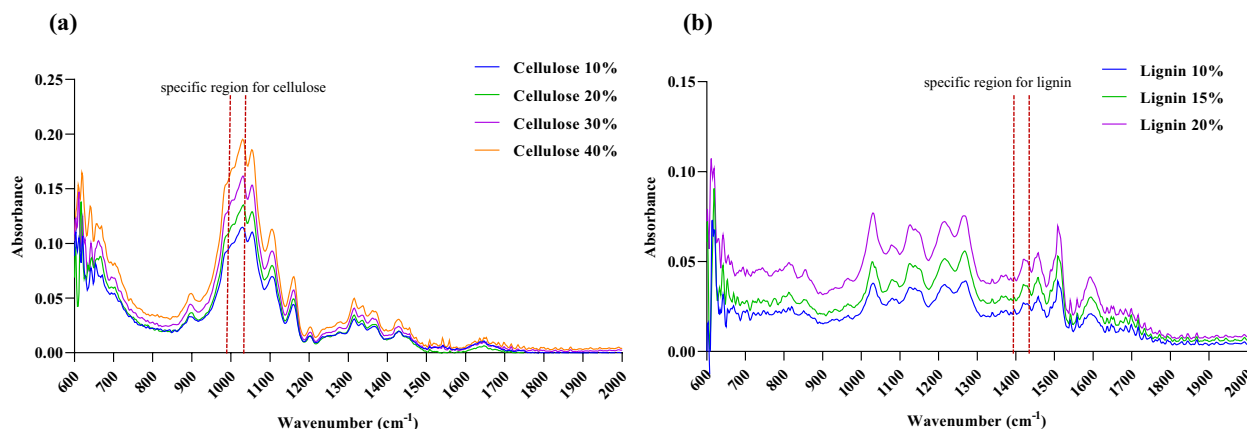 (a)
Cellulose 10%
Cellulose 20%
Cellulose 30%
Cellulose 40%
specific region for cellulose
Absorbance
0.25
0.20
0.15
0.10
0.05
0.00
600 700 800 900 1000 1100 1200 1300 1400 1500 1600 1700 1800 1900 2000
Wavenumber (cm⁻¹)
(b)
Lignin 10%
Lignin 15%
Lignin 20%
specific region for lignin
Absorbance
0.15
0.10
0.05
0.00
600 700 800 900 1000 1100 1200 1300 1400 1500 1600 1700 1800 1900 2000
Wavenumber (cm⁻¹)